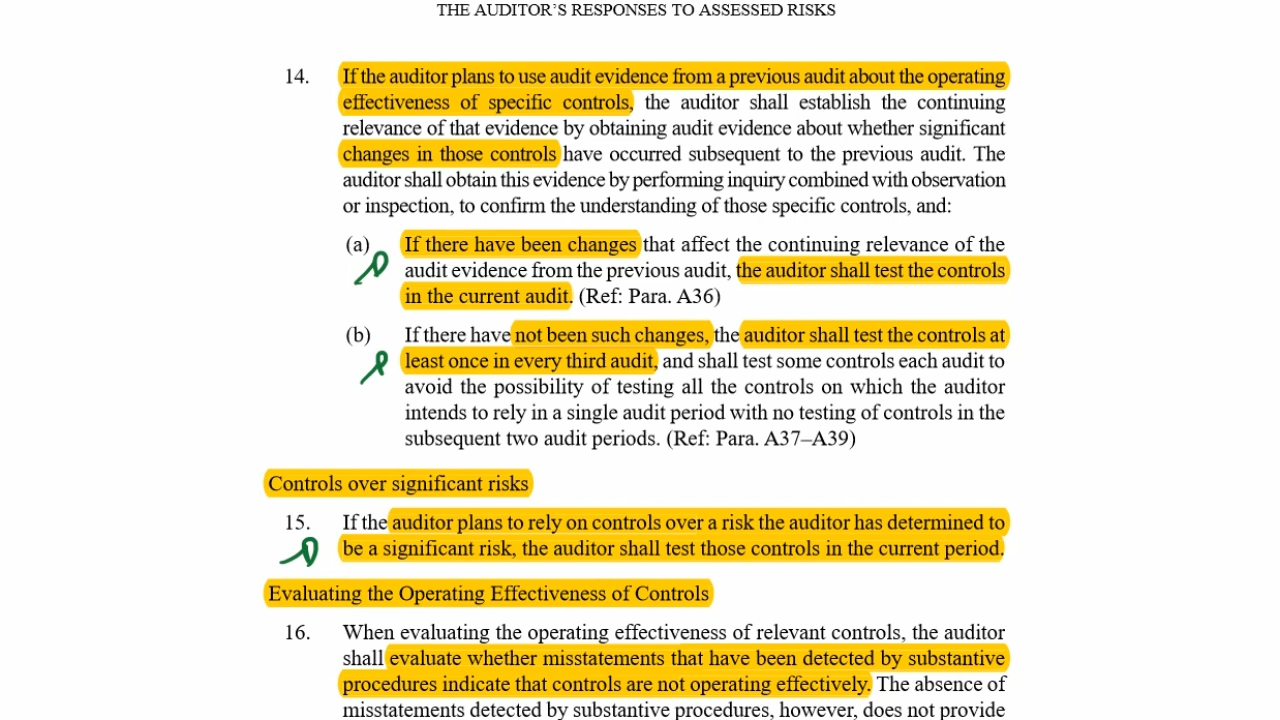 THE AUDITOR’S RESPONSES TO ASSESSED RISKS
14. If the auditor plans to use audit evidence from a previous audit about the operating
effectiveness of specific controls, the auditor shall establish the continuing
relevance of that evidence by obtaining audit evidence about whether significant
changes in those controls have occurred subsequent to the previous audit. The
auditor shall obtain this evidence by performing inquiry combined with observation
or inspection, to confirm the understanding of those specific controls, and:
(a) If there have been changes that affect the continuing relevance of the
audit evidence from the previous audit, the auditor shall test the controls
in the current audit. (Ref: Para. A36)
(b) If there have not been such changes, the auditor shall test the controls at
least once in every third audit, and shall test some controls each audit to
avoid the possibility of testing all the controls on which the auditor
intends to rely in a single audit period with no testing of controls in the
subsequent two audit periods. (Ref: Para. A37–A39)
Controls over significant risks
15. If the auditor plans to rely on controls over a risk the auditor has determined to
be a significant risk, the auditor shall test those controls in the current period.
Evaluating the Operating Effectiveness of Controls
16. When evaluating the operating effectiveness of relevant controls, the auditor
shall evaluate whether misstatements that have been detected by substantive
procedures indicate that controls are not operating effectively. The absence of
misstatements detected by substantive procedures, however, does not provide